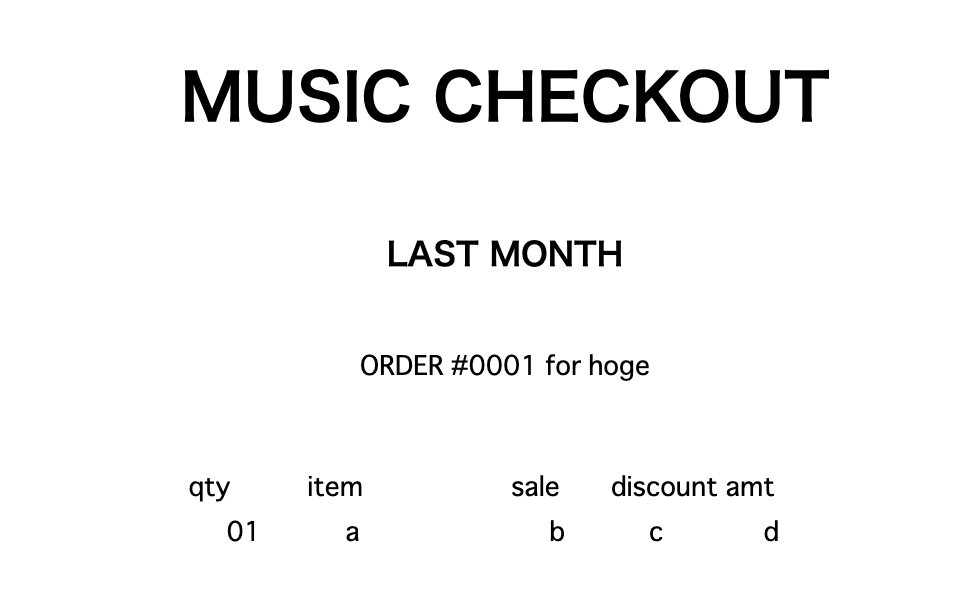 MUSIC CHECKOUT
LAST MONTH
ORDER #0001 for hoge
qty item sale discount amt
01 a b c d